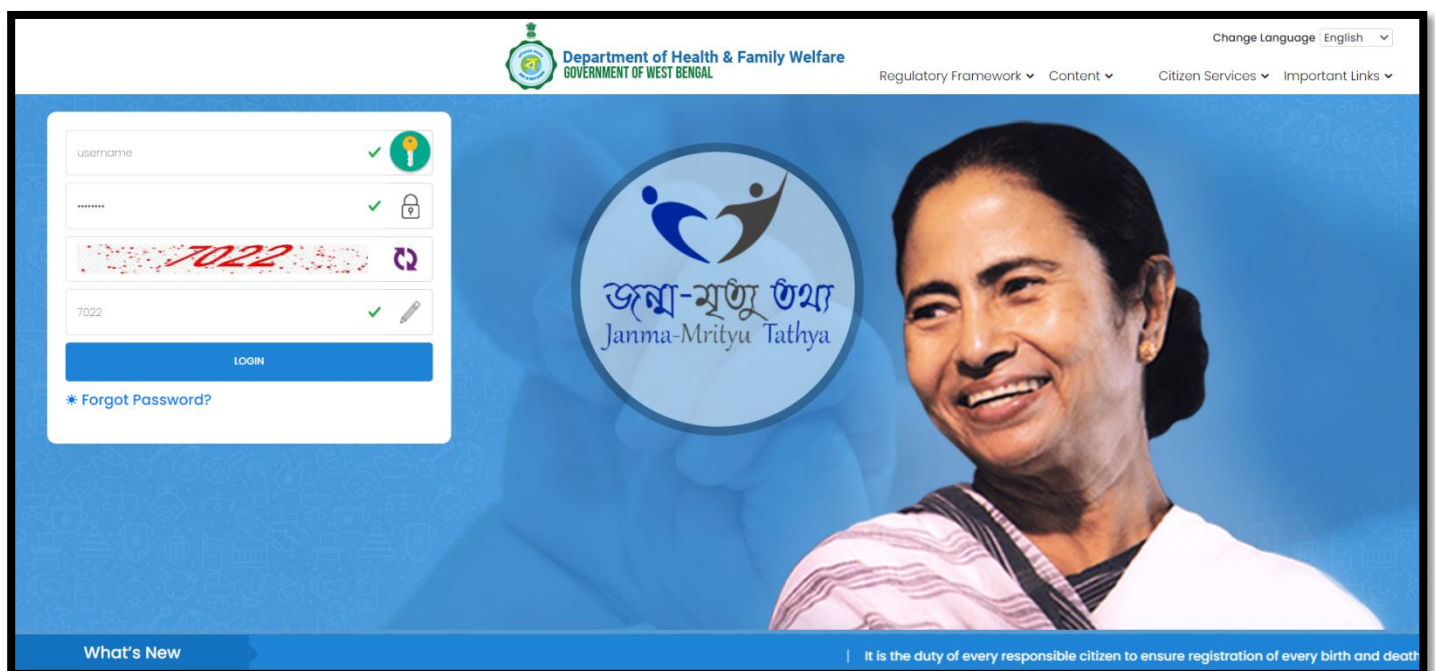 Change Language English
Department of Health & Family Welfare
GOVERNMENT OF WEST BENGAL
Regulatory Framework Content Citizen Services Important Links
username
••••••••
7022
7022
LOGIN
Forgot Password?
জন্ম-মৃত্যু তথ্য
Janma-Mrityu Tathya
What's New
| It is the duty of every responsible citizen to ensure registration of every birth and death